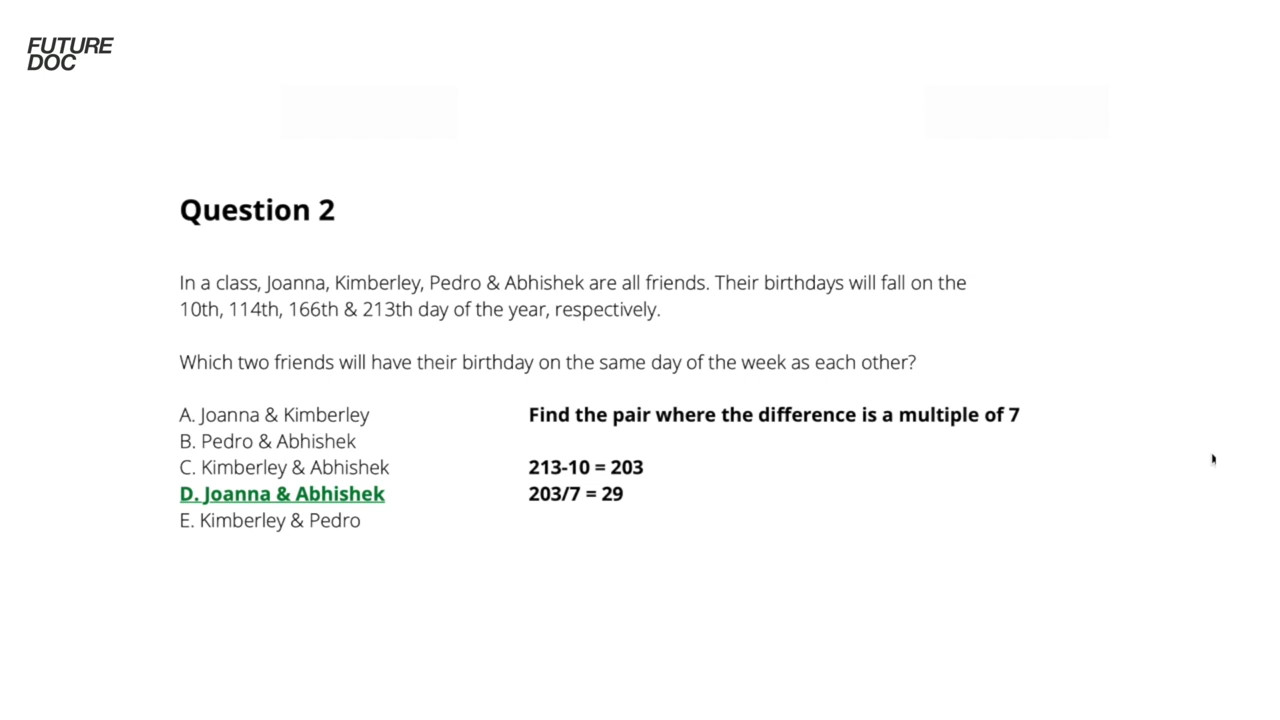 FUTURE
DOC
Question 2
In a class, Joanna, Kimberley, Pedro & Abhishek are all friends. Their birthdays will fall on the
10th, 114th, 166th & 213th day of the year, respectively.
Which two friends will have their birthday on the same day of the week as each other?
A. Joanna & Kimberley
B. Pedro & Abhishek
C. Kimberley & Abhishek
D. Joanna & Abhishek
E. Kimberley & Pedro
Find the pair where the difference is a multiple of 7
213-10 = 203
203/7 = 29